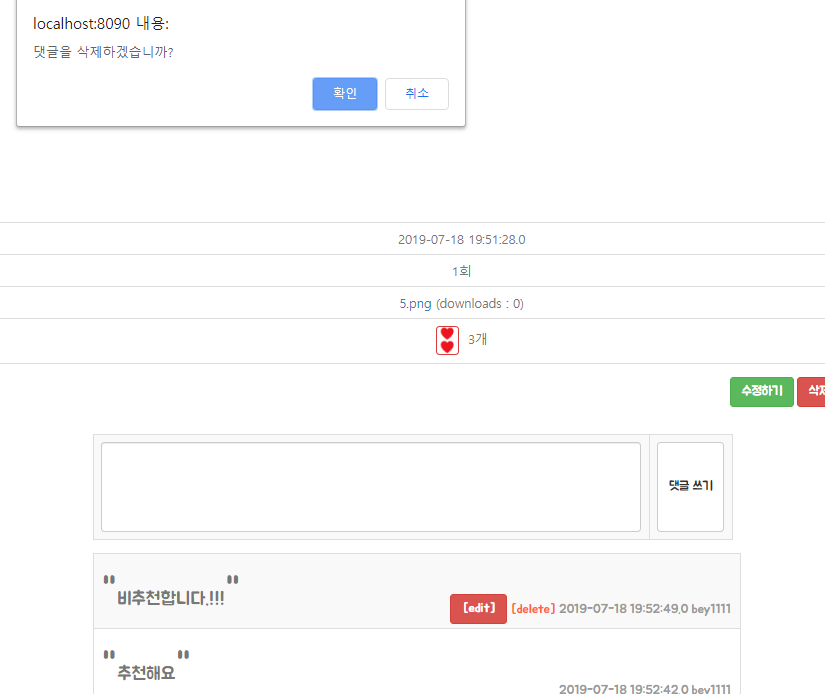 localhost:8090 내용:
댓글을 삭제하겠습니까?
확인 취소
2019-07-18 19:51:28.0
1회
5.png (downloads : 0)
3개
수정하기 삭제
댓글 쓰기
" 비추천합니다.!!! "
[edit] [delete] 2019-07-18 19:52:49.0 bey1111
" 추천해요 "
2019-07-18 19:52:42.0 bey1111